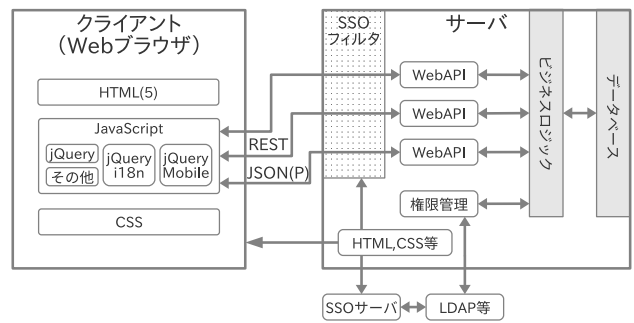 クライアント
(Webブラウザ)
HTML(5)
JavaScript
jQuery
その他
jQuery
i18n
jQuery
Mobile
CSS
REST
JSON(P)
SSO
フィルタ
サーバ
WebAPI
WebAPI
WebAPI
権限管理
ビジネスロジック
データベース
HTML,CSS等
SSOサーバ
LDAP等